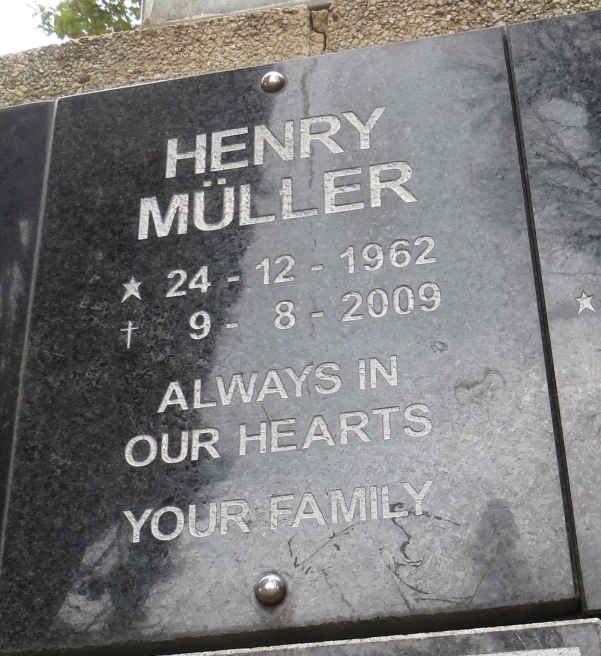 HENRY
MÜLLER
★ 24 - 12 - 1962
† 9 - 8 - 2009
ALWAYS IN
OUR HEARTS
YOUR FAMILY